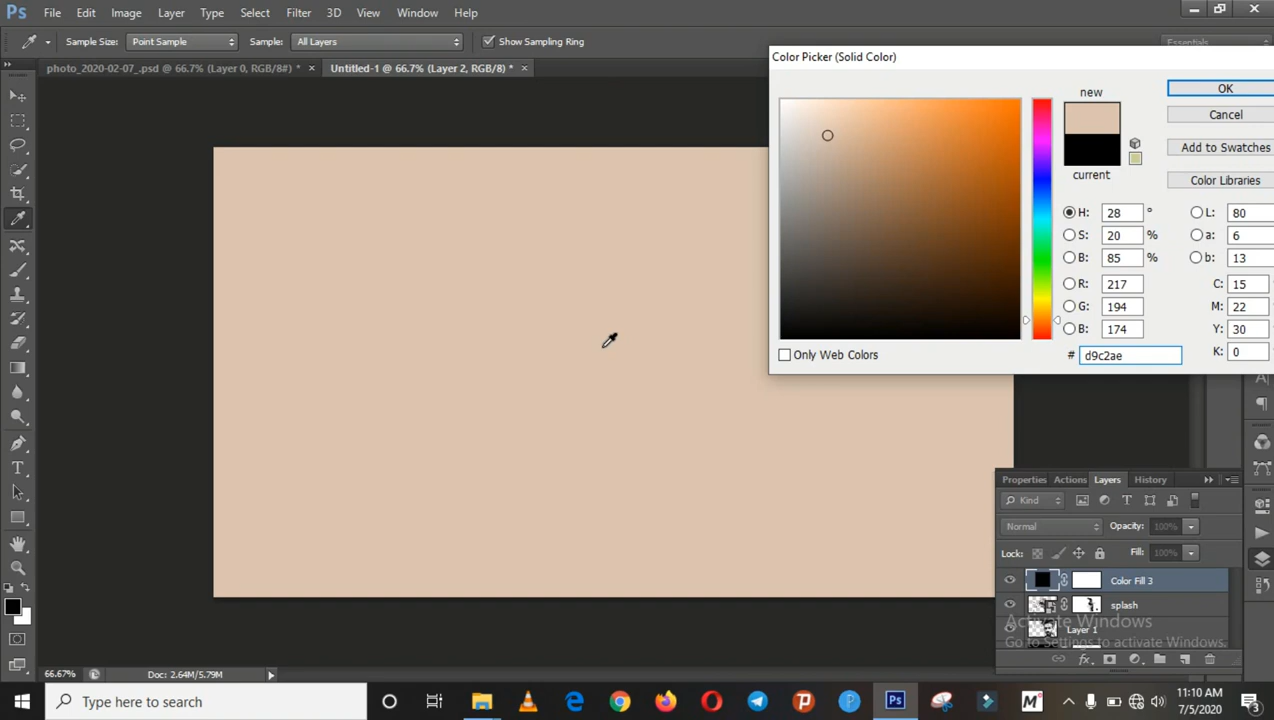 Ps File Edit Image Layer Type Select Filter 3D View Window Help
Sample Size: Point Sample Sample: All Layers Show Sampling Ring
Essentials
photo_2020-02-07_.psd @ 66.7% (Layer 0, RGB/8#) * × Untitled-1 @ 66.7% (Layer 2, RGB/8) * ×
Color Picker (Solid Color)
new
OK
Cancel
Add to Swatches
current
Color Libraries
H: 28 ° L: 80
S: 20 % a: 6
B: 85 % b: 13
R: 217 C: 15
G: 194 M: 22
B: 174 Y: 30
# d9c2ae K: 0
Only Web Colors
Properties Actions Layers History
Kind
Normal Opacity: 100%
Lock: Fill: 100%
Color Fill 3
splash
Layer 1
Activate Windows
Go to Settings to activate Windows.
fx
66.67% Doc: 2.64M/5.79M
Type here to search
Ps
11:10 AM
7/5/2020
3